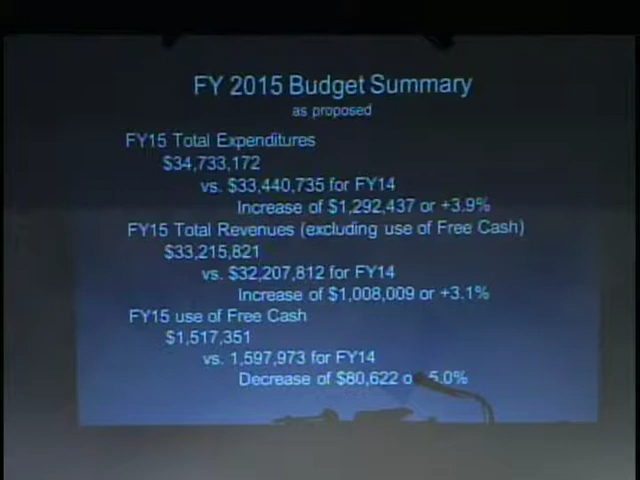 FY 2015 Budget Summary
as proposed
FY15 Total Expenditures
$34,733,172
vs. $33,440,735 for FY14
Increase of $1,292,437 or +3.9%
FY15 Total Revenues (excluding use of Free Cash)
$33,215,821
vs. $32,207,812 for FY14
Increase of $1,008,009 or +3.1%
FY15 use of Free Cash
$1,517,351
vs. 1,597,973 for FY14
Decrease of $80,622 5.0%